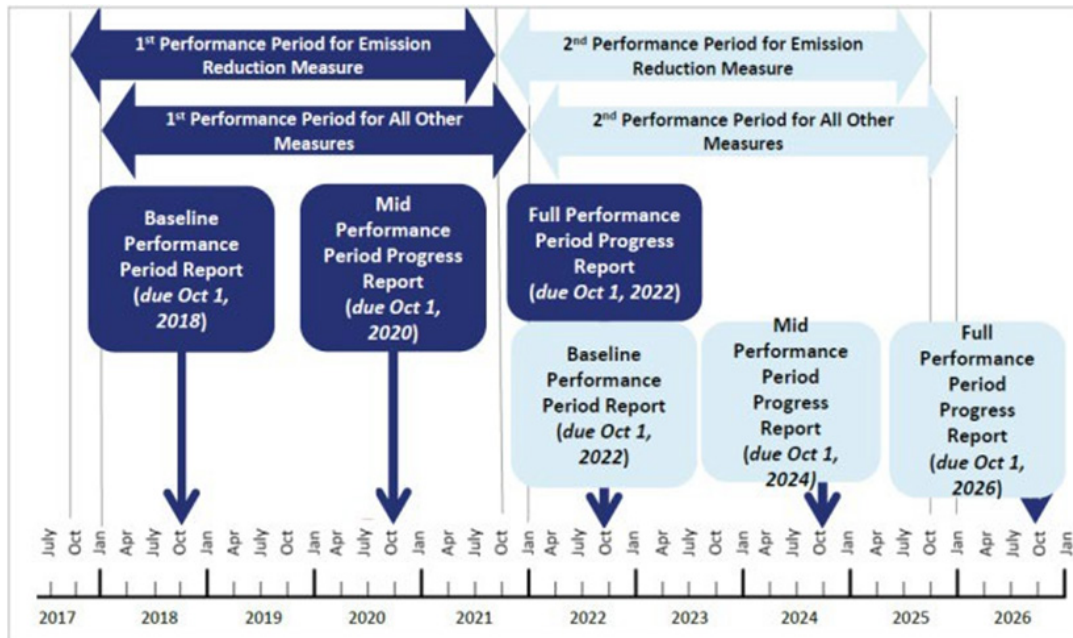 1st Performance Period for Emission
Reduction Measure
2nd Performance Period for Emission
Reduction Measure
1st Performance Period for All Other
Measures
2nd Performance Period for All Other
Measures
Baseline
Performance
Period Report
(due Oct 1,
2018)
Mid
Performance
Period Progress
Report
(due Oct 1,
2020)
Full Performance
Period Progress
Report
(due Oct 1, 2022)
Baseline
Performance
Period Report
(due Oct 1,
2022)
Mid
Performance
Period
Progress
Report
(due Oct 1,
2024)
Full
Performance
Period
Progress
Report
(due Oct 1,
2026)
July Oct Jan Apr July Oct Jan Apr July Oct Jan Apr July Oct Jan Apr July Oct Jan Apr July Oct Jan Apr July Oct Jan Apr July Oct Jan Apr July Oct Jan Apr July Oct Jan
2017 2018 2019 2020 2021 2022 2023 2024 2025 2026